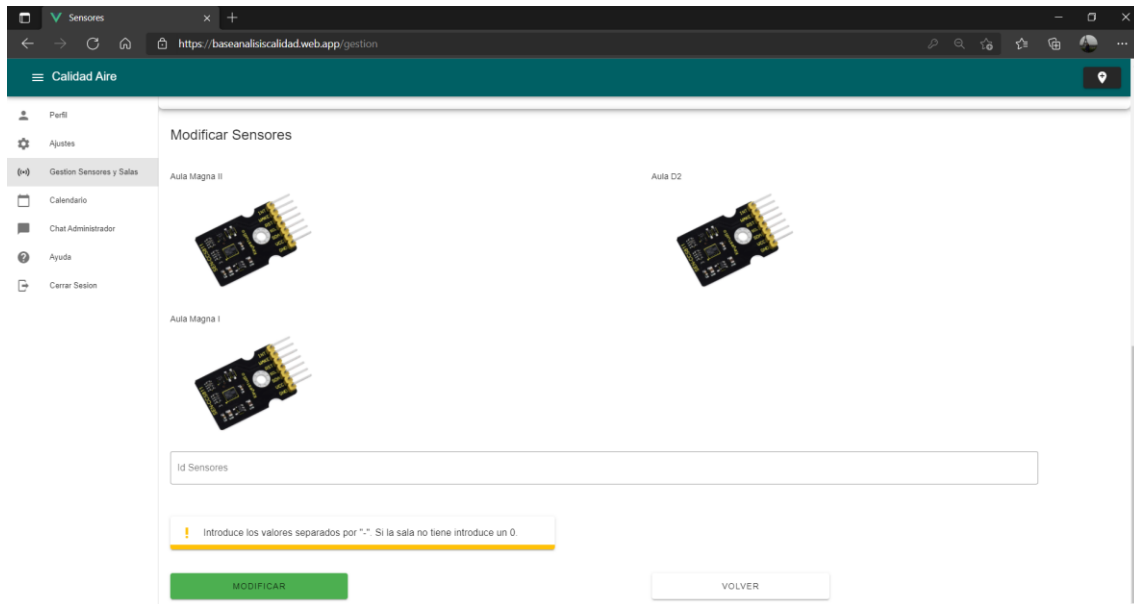 Sensores
https://baseanalisiscalidad.web.app/gestion
Calidad Aire
Perfil
Ajustes
Gestion Sensores y Salas
Calendario
Chat Administrador
Ayuda
Cerrar Sesion
Modificar Sensores
Aula Magna II
Aula D2
Aula Magna I
Id Sensores
Introduce los valores separados por "-". Si la sala no tiene introduce un 0.
MODIFICAR
VOLVER